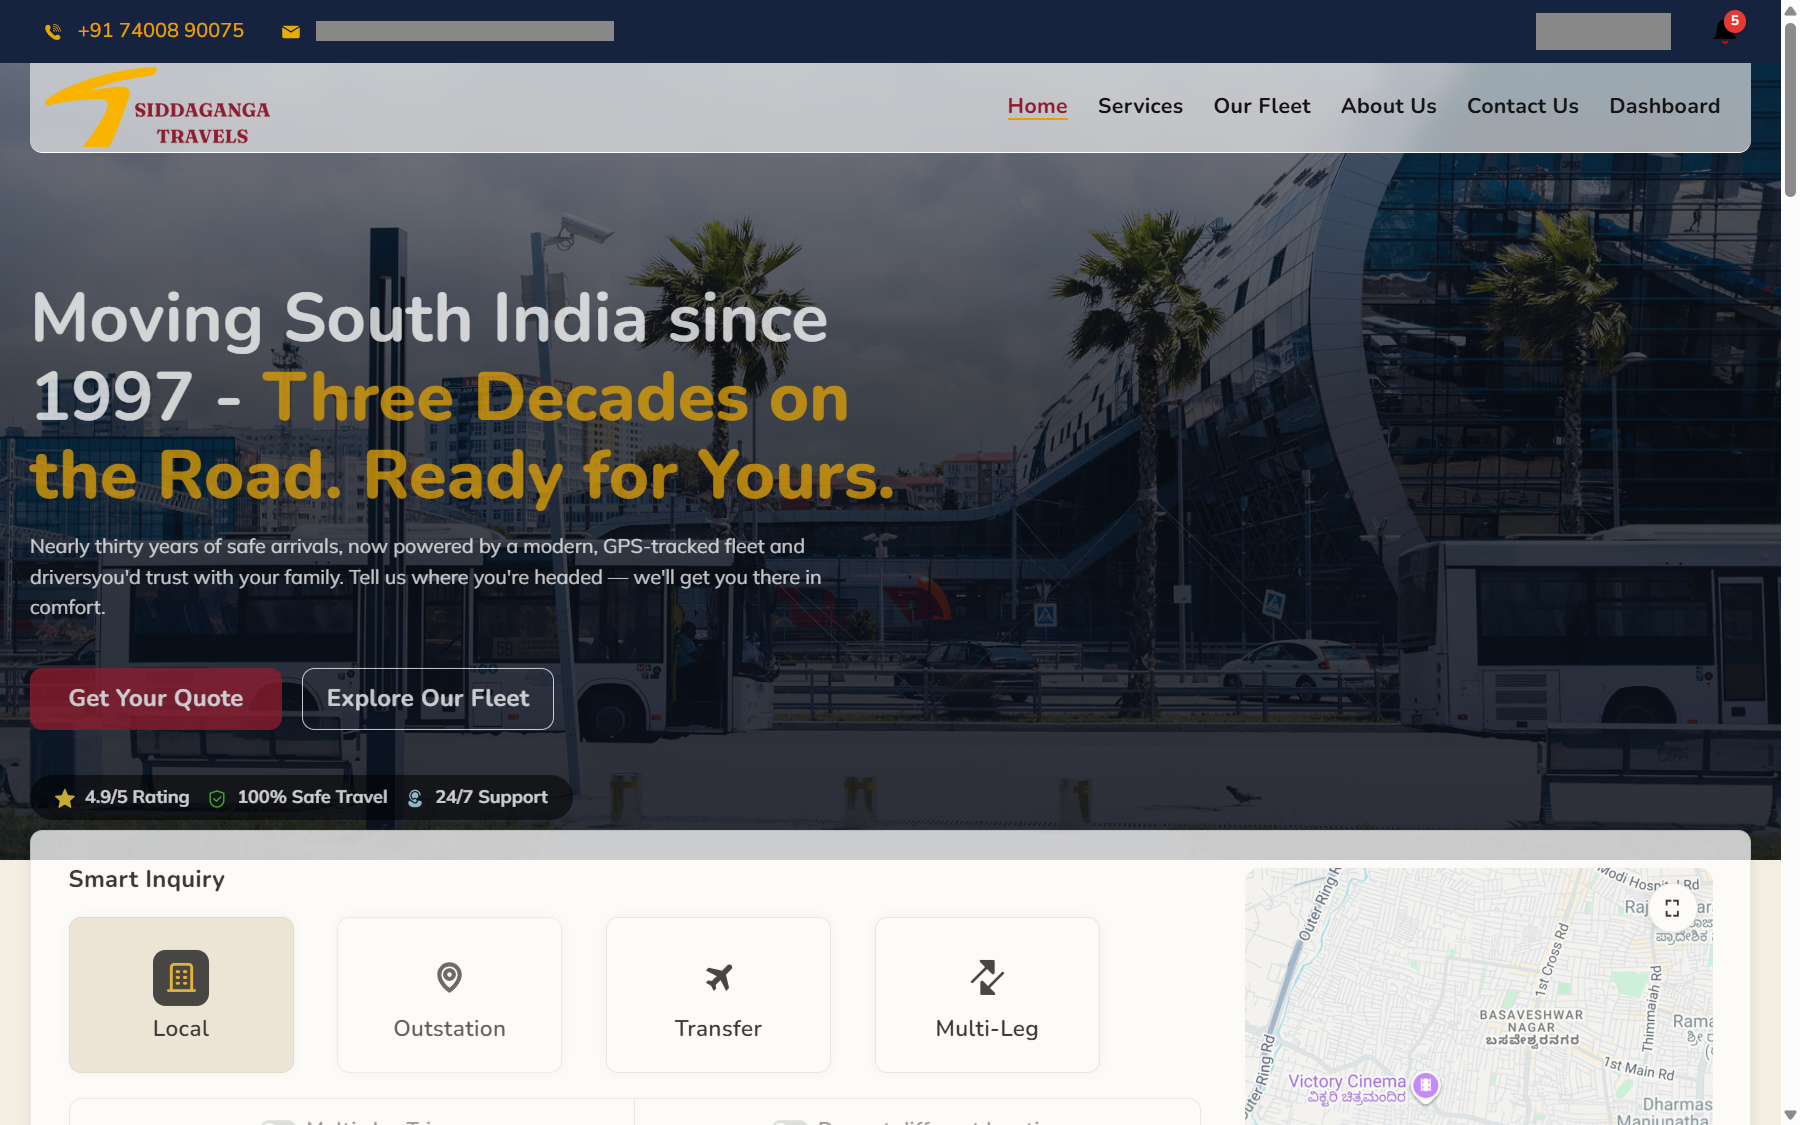 +91 74008 90075
5
SIDDAGANGA
TRAVELS
Home Services Our Fleet About Us Contact Us Dashboard
Moving South India since
1997 - Three Decades on
the Road. Ready for Yours.
Nearly thirty years of safe arrivals, now powered by a modern, GPS-tracked fleet and
driversyou'd trust with your family. Tell us where you're headed — we'll get you there in
comfort.
Get Your Quote Explore Our Fleet
4.9/5 Rating 100% Safe Travel 24/7 Support
Smart Inquiry
Local Outstation Transfer Multi-Leg
Outer Ring R
Modi Hospital Rd
1st Cross Rd
Thimmaiah Rd
BASAVESHWAR
NAGAR
ಬಸವೇಶ್ವರನಗರ
Rama
1st Main Rd
Outer Ring Rd
Victory Cinema
ವಿಕ್ಟರಿ ಚಿತ್ರಮಂದಿರ
Dharmas
Manjunatha